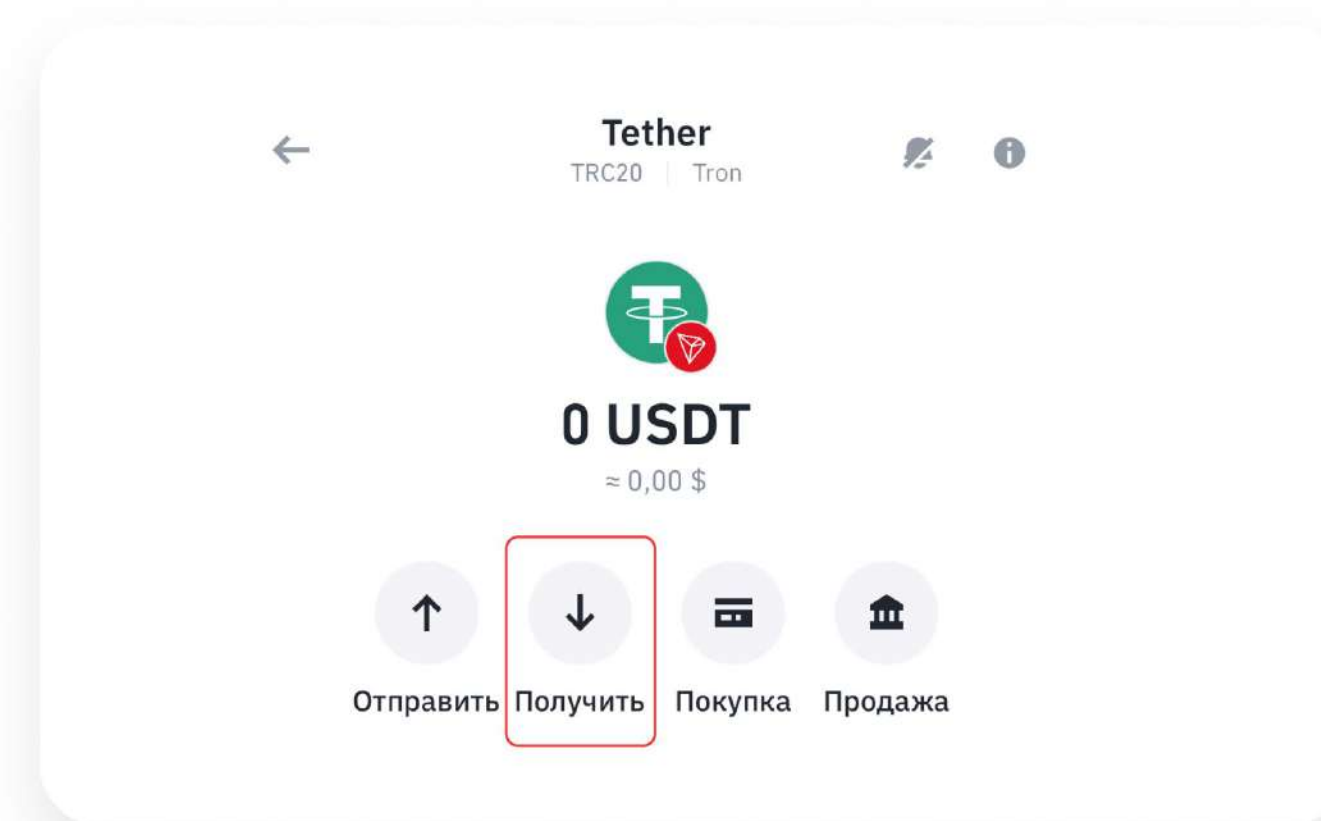 Tether
TRC20 | Tron
0 USDT
≈ 0,00 $
Отправить Получить Покупка Продажа